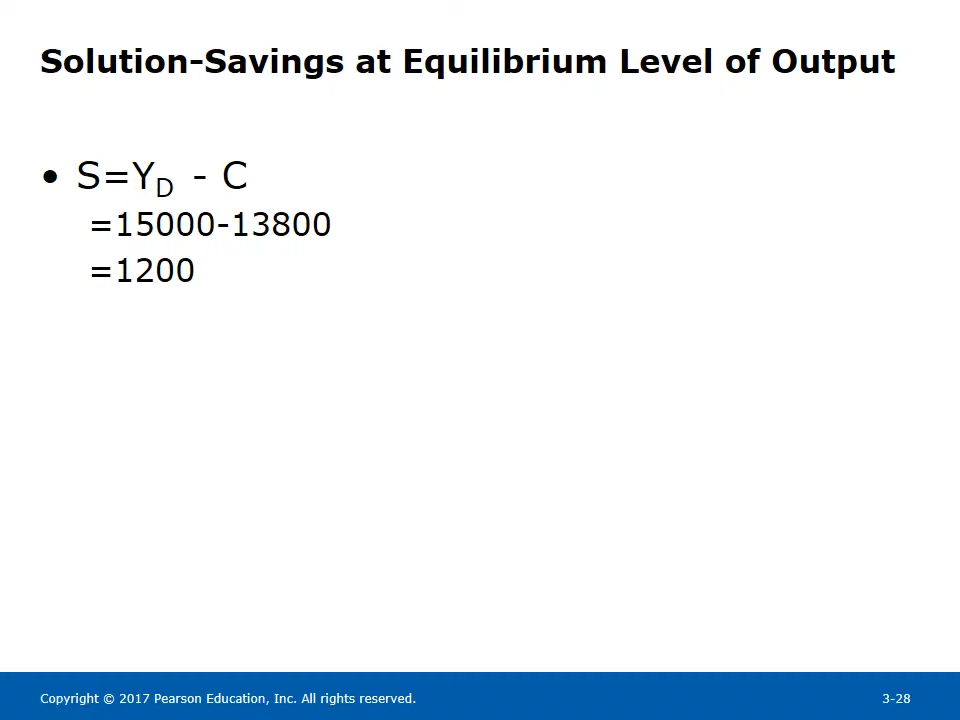 Solution-Savings at Equilibrium Level of Output
• S=Y_D - C
=15000-13800
=1200
Copyright © 2017 Pearson Education, Inc. All rights reserved. 3-28